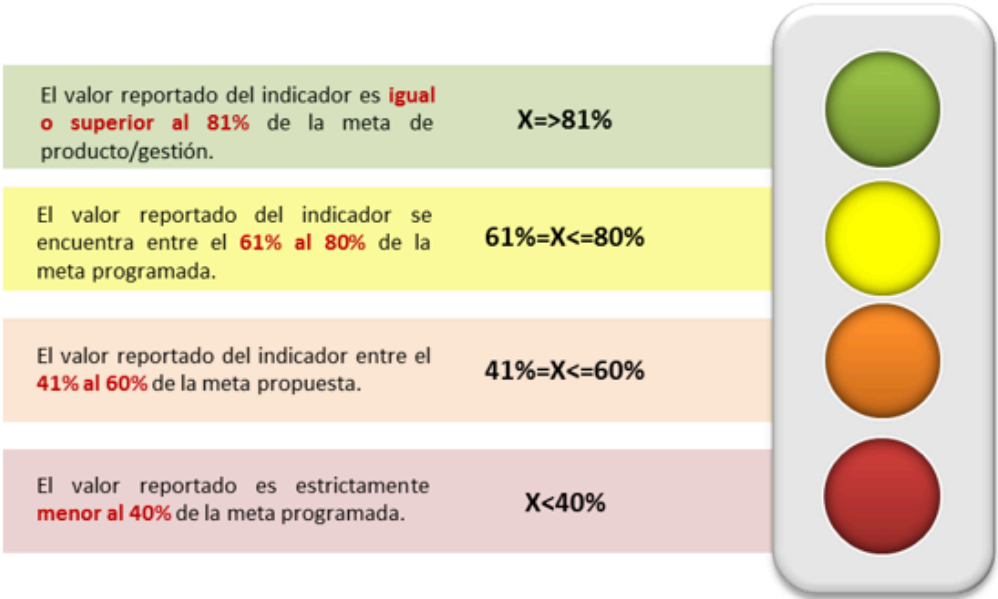 El valor reportado del indicador es igual
o superior al 81% de la meta de
producto/gestión.
X=>81%
El valor reportado del indicador se
encuentra entre el 61% al 80% de la
meta programada.
61%=X<=80%
El valor reportado del indicador entre el
41% al 60% de la meta propuesta.
41%=X<=60%
El valor reportado es estrictamente
menor al 40% de la meta programada.
X<40%